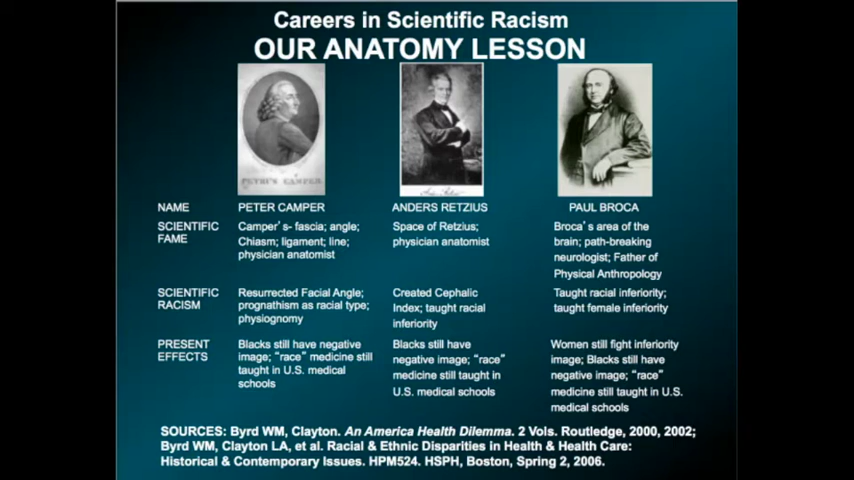 Careers in Scientific Racism
OUR ANATOMY LESSON
PETRUS CAMPER
NAME
PETER CAMPER
ANDERS RETZIUS
PAUL BROCA
SCIENTIFIC
FAME
Camper's- fascia; angle;
Chiasm; ligament; line;
physician anatomist
Space of Retzius;
physician anatomist
Broca's area of the
brain; path-breaking
neurologist; Father of
Physical Anthropology
SCIENTIFIC
RACISM
Resurrected Facial Angle;
prognathism as racial type;
physiognomy
Created Cephalic
Index; taught racial
inferiority
Taught racial inferiority;
taught female inferiority
PRESENT
EFFECTS
Blacks still have negative
image; "race" medicine still
taught in U.S. medical
schools
Blacks still have
negative image; "race"
medicine still taught in
U.S. medical schools
Women still fight inferiority
image; Blacks still have
negative image; "race"
medicine still taught in U.S.
medical schools
SOURCES: Byrd WM, Clayton. An America Health Dilemma. 2 Vols. Routledge, 2000, 2002;
Byrd WM, Clayton LA, et al. Racial & Ethnic Disparities in Health & Health Care:
Historical & Contemporary Issues. HPM524. HSPH, Boston, Spring 2, 2006.